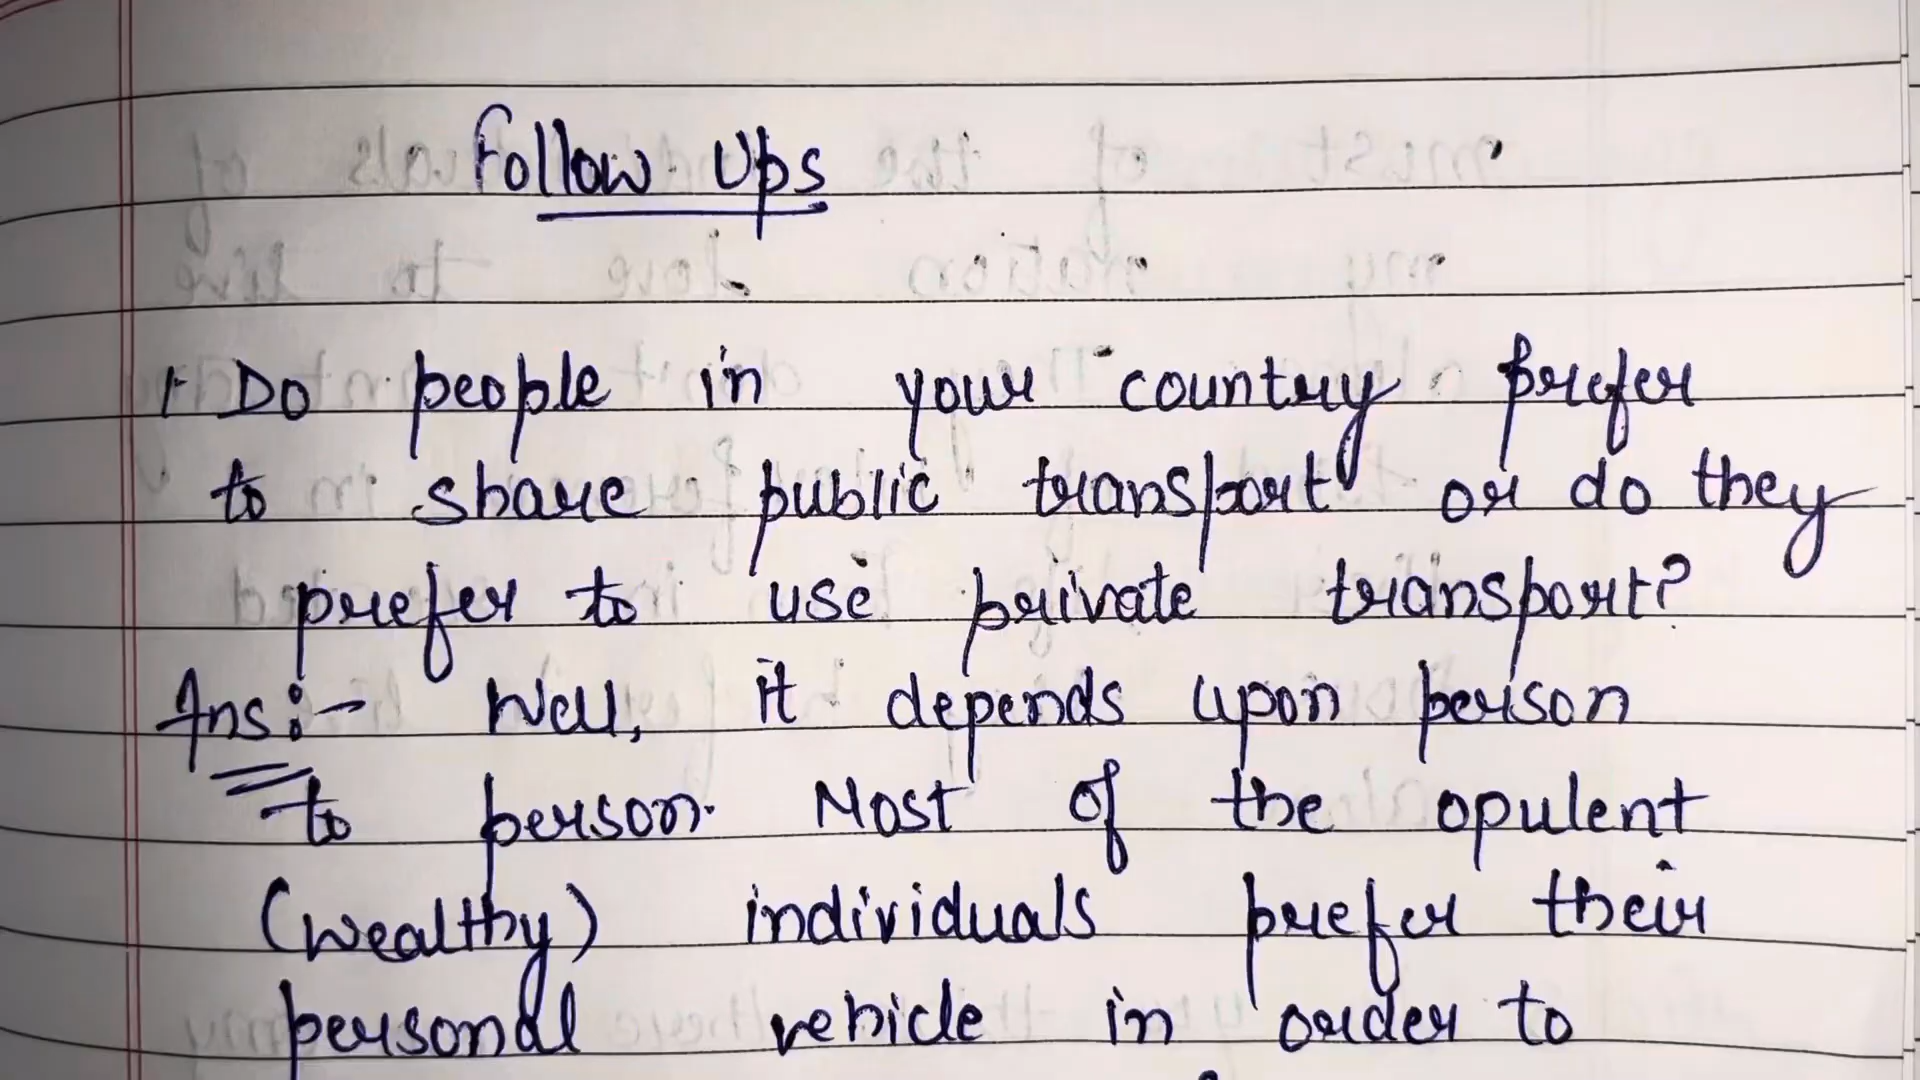 Follow Ups
1- Do people in your country prefer
to share public transport or do they
prefer to use private transport?
Ans:- Well, it depends upon person
to person. Most of the opulent
(wealthy) individuals prefer their
personal vehicle in order to